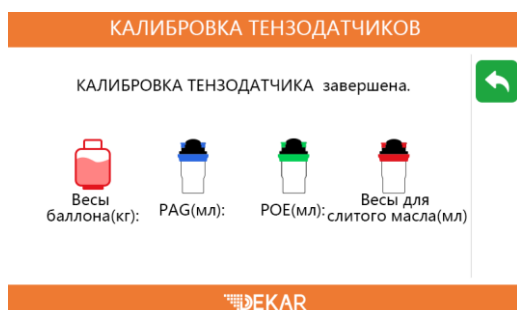 КАЛИБРОВКА ТЕНЗОДАТЧИКОВ
КАЛИБРОВКА ТЕНЗОДАТЧИКА завершена.
Весы
баллона(кг):
PAG(мл):
POE(мл):
Весы для
слитого масла(мл)
DEKAR